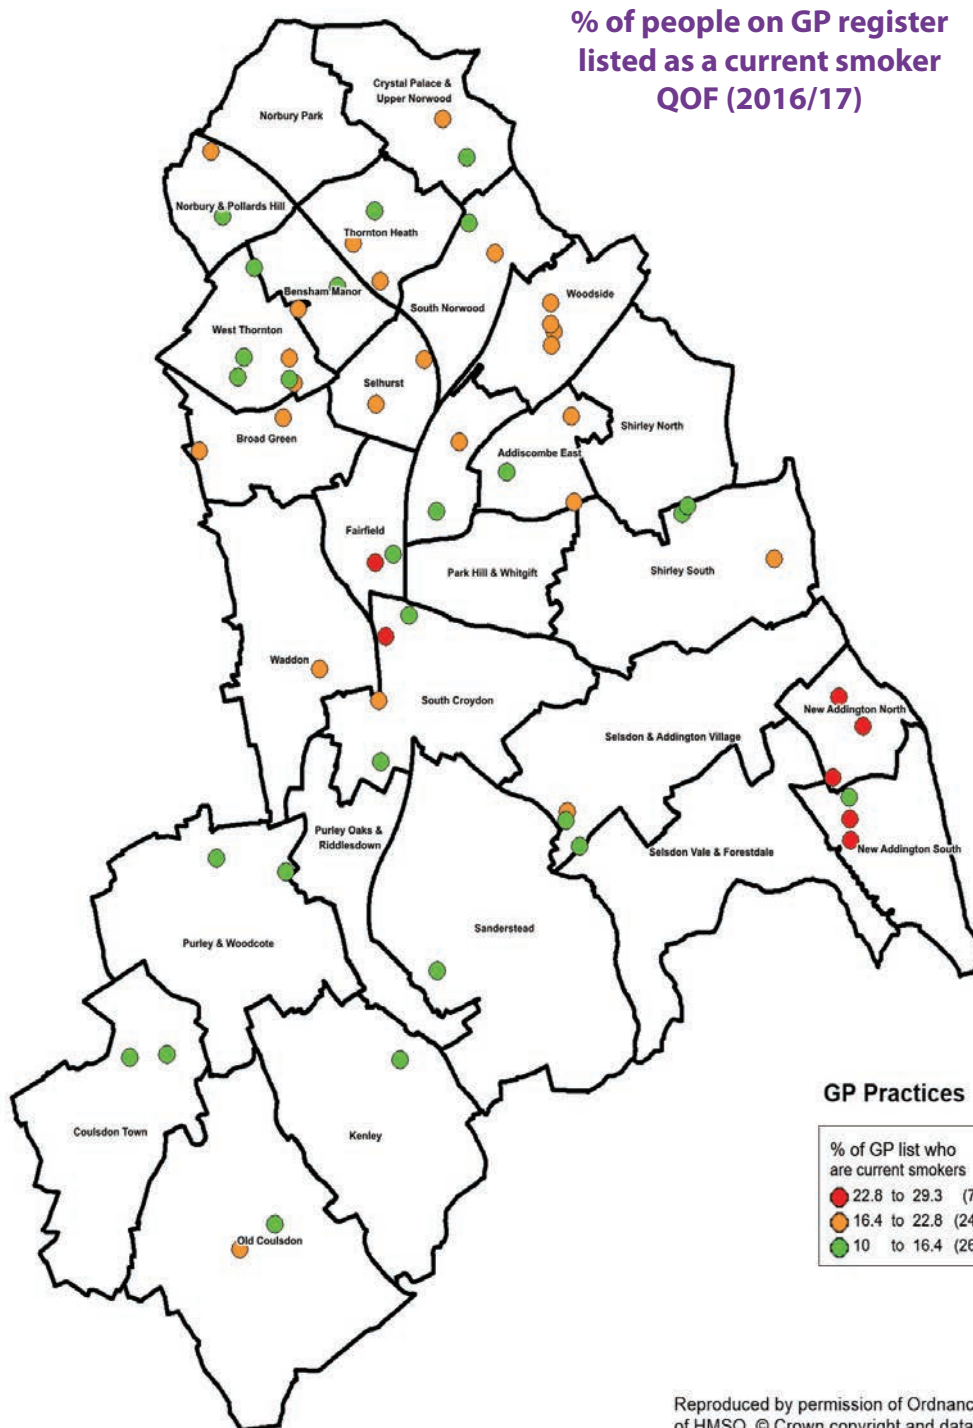 % of people on GP register
listed as a current smoker
QOF (2016/17)
Crystal Palace &
Upper Norwood
Norbury Park
Norbury & Pollards Hill
Thornton Heath
Bensham Manor
Woodside
South Norwood
West Thornton
Selhurst
Shirley North
Broad Green
Addiscombe East
Fairfield
Park Hill & Whitgift
Shirley South
Waddon
South Croydon
New Addington North
Selsdon & Addington Village
Purley Oaks &
Riddlesdown
Selsdon Vale & Forestdale
New Addington South
Sanderstead
Purley & Woodcote
Coulsdon Town
Kenley
Old Coulsdon
GP Practices
% of GP list who
are current smokers
22.8 to 29.3 (7
16.4 to 22.8 (24
10 to 16.4 (26
Reproduced by permission of Ordnanc
of HMSO. © Crown copyright and data